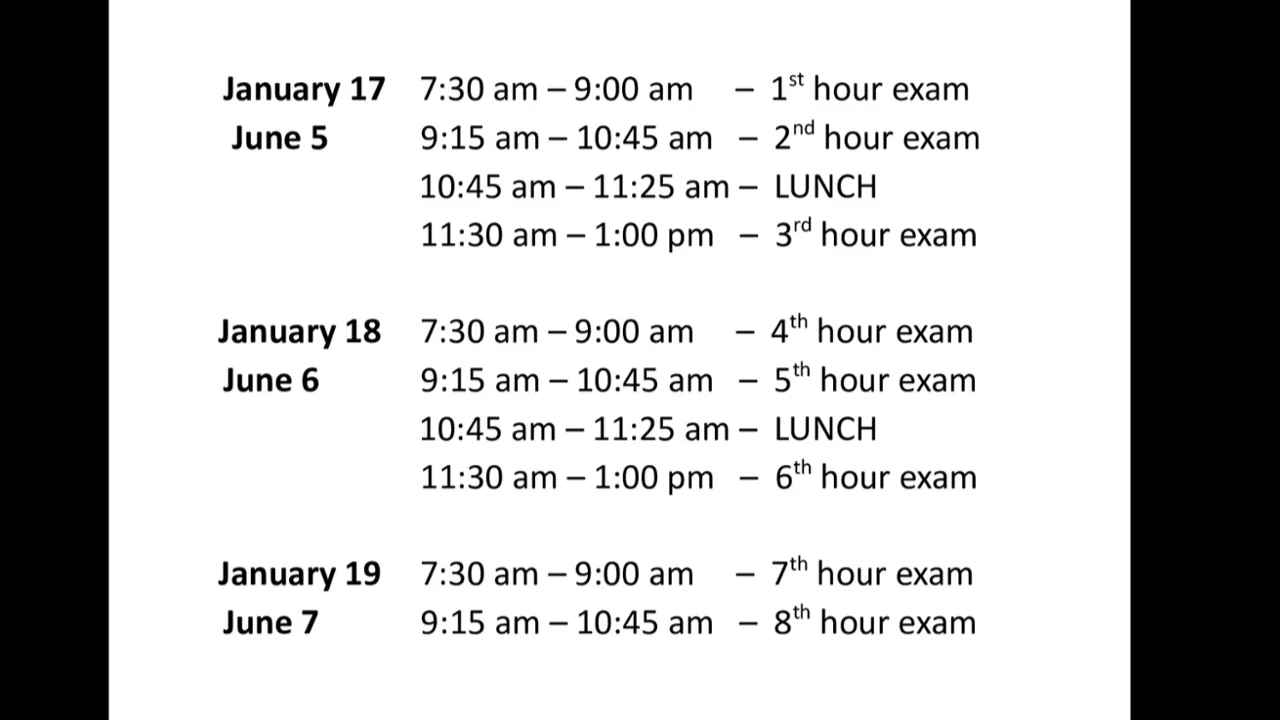 January 17 7:30 am – 9:00 am – 1st hour exam
June 5 9:15 am – 10:45 am – 2nd hour exam
10:45 am – 11:25 am – LUNCH
11:30 am – 1:00 pm – 3rd hour exam
January 18 7:30 am – 9:00 am – 4th hour exam
June 6 9:15 am – 10:45 am – 5th hour exam
10:45 am – 11:25 am – LUNCH
11:30 am – 1:00 pm – 6th hour exam
January 19 7:30 am – 9:00 am – 7th hour exam
June 7 9:15 am – 10:45 am – 8th hour exam